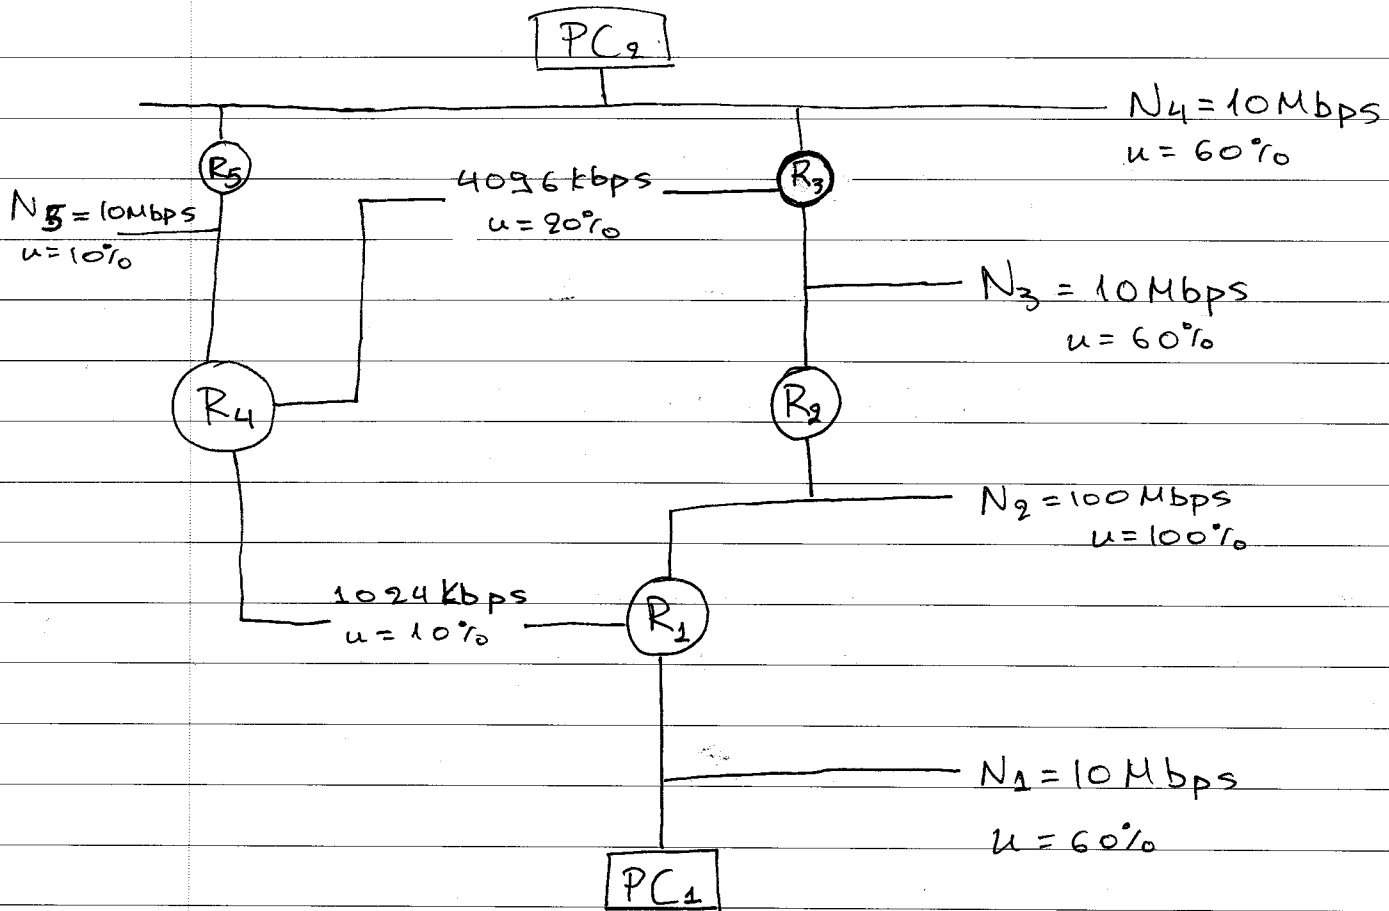 PC2
N4 = 10 Mbps
u = 60%
R5
R3
4096 kbps
u = 20%
N5 = 10Mbps
u = 10%
N3 = 10 Mbps
u = 60%
R4
R2
N2 = 100 Mbps
u = 100%
1024 Kbps
u = 10%
R1
N1 = 10 Mbps
u = 60%
PC1